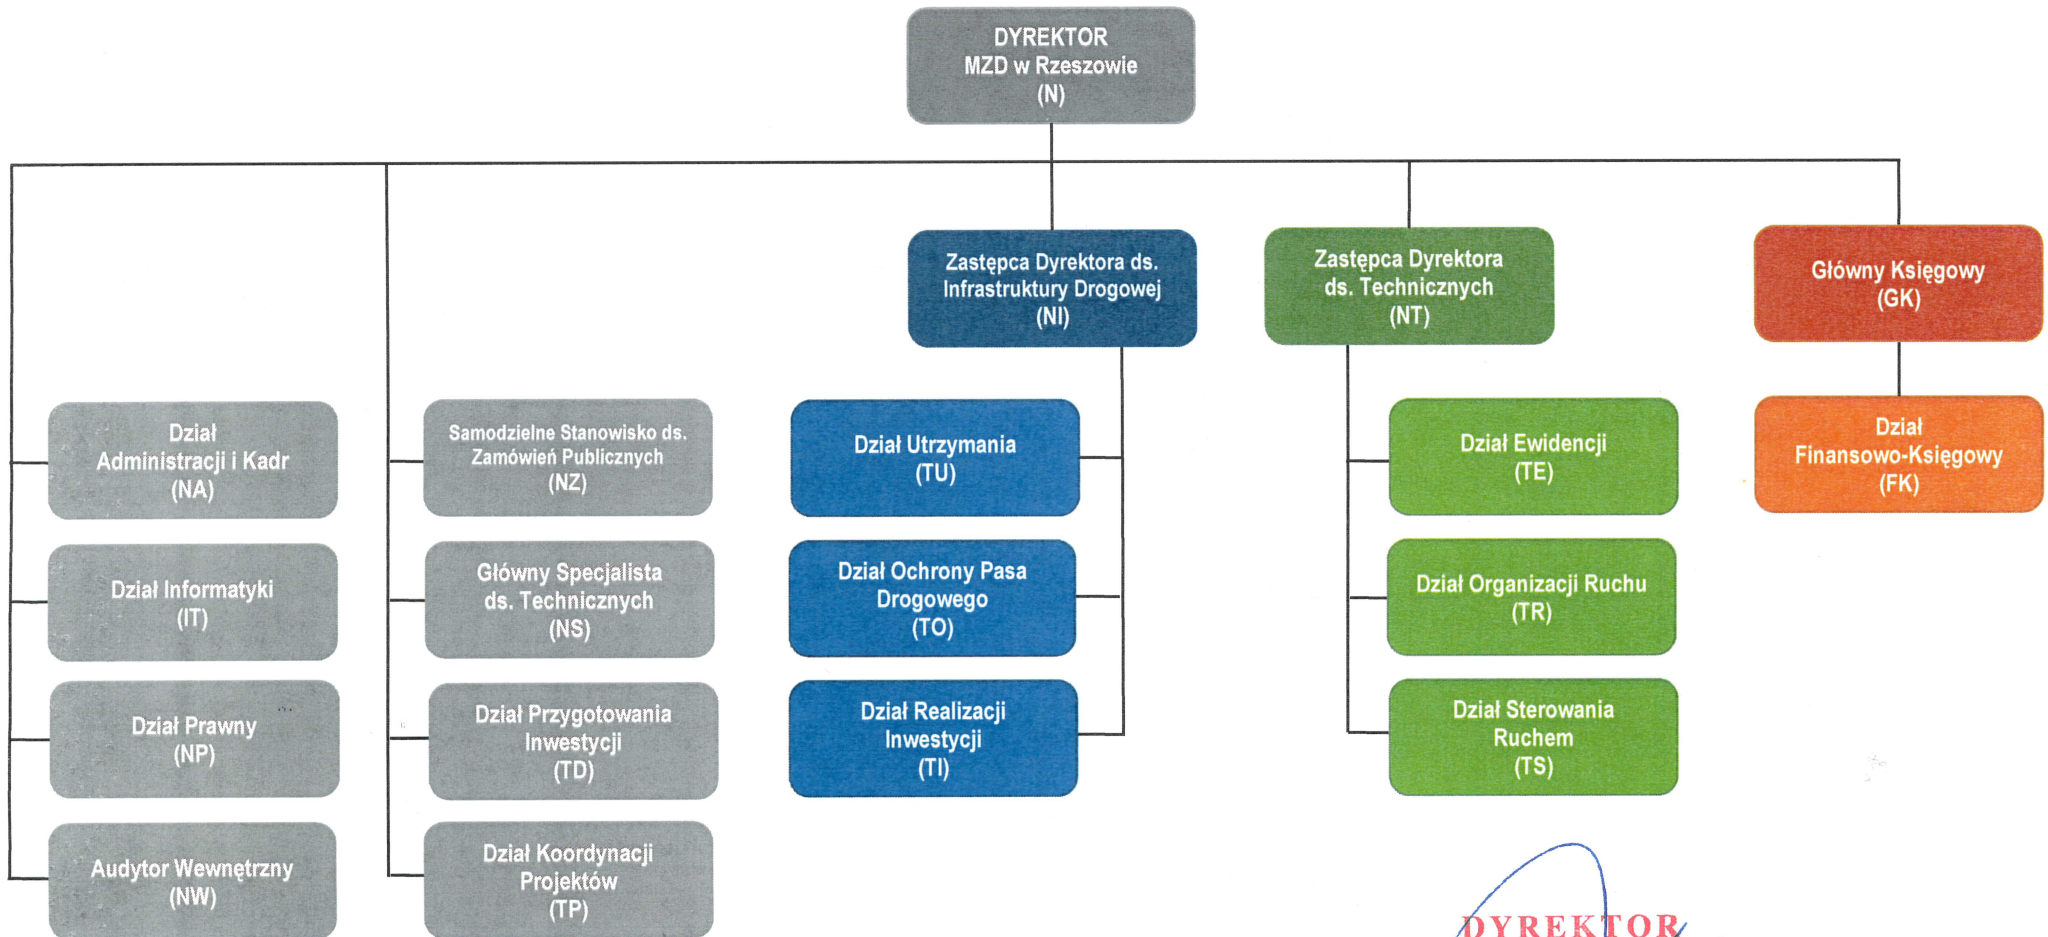 DYREKTOR
MZD w Rzeszowie
(N)
Zastępca Dyrektora ds.
Infrastruktury Drogowej
(NI)
Zastępca Dyrektora
ds. Technicznych
(NT)
Główny Księgowy
(GK)
Dział
Administracji i Kadr
(NA)
Dział Informatyki
(IT)
Dział Prawny
(NP)
Audytor Wewnętrzny
(NW)
Samodzielne Stanowisko ds.
Zamówień Publicznych
(NZ)
Główny Specjalista
ds. Technicznych
(NS)
Dział Przygotowania
Inwestycji
(TD)
Dział Koordynacji
Projektów
(TP)
Dział Utrzymania
(TU)
Dział Ochrony Pasa
Drogowego
(TO)
Dział Realizacji
Inwestycji
(TI)
Dział Ewidencji
(TE)
Dział Organizacji Ruchu
(TR)
Dział Sterowania
Ruchem
(TS)
Dział
Finansowo-Księgowy
(FK)
DYREKTOR